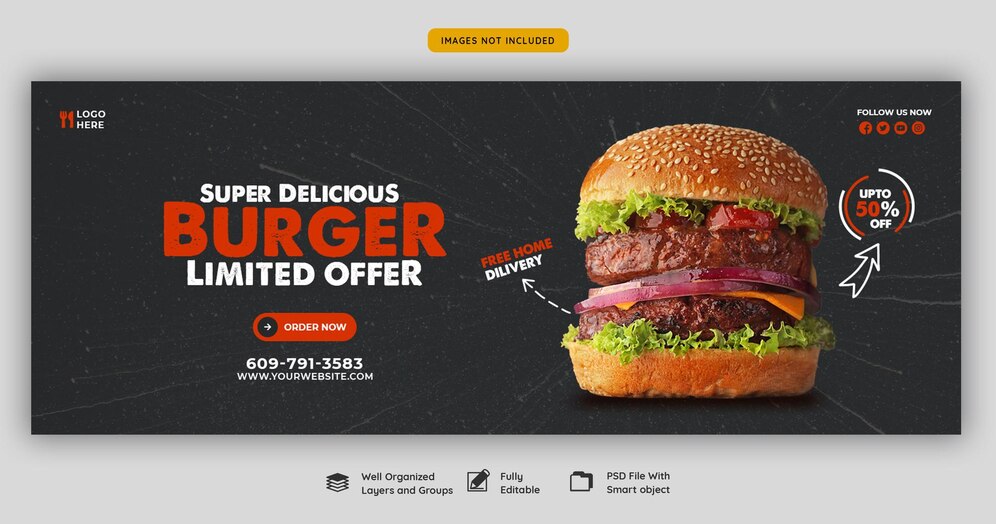 IMAGES NOT INCLUDED
LOGO
HERE
FOLLOW US NOW
SUPER DELICIOUS
BURGER
LIMITED OFFER
FREE HOME
DILIVERY
UPTO
50%
OFF
ORDER NOW
609-791-3583
WWW.YOURWEBSITE.COM
Well Organized
Layers and Groups
Fully
Editable
PSD File With
Smart object